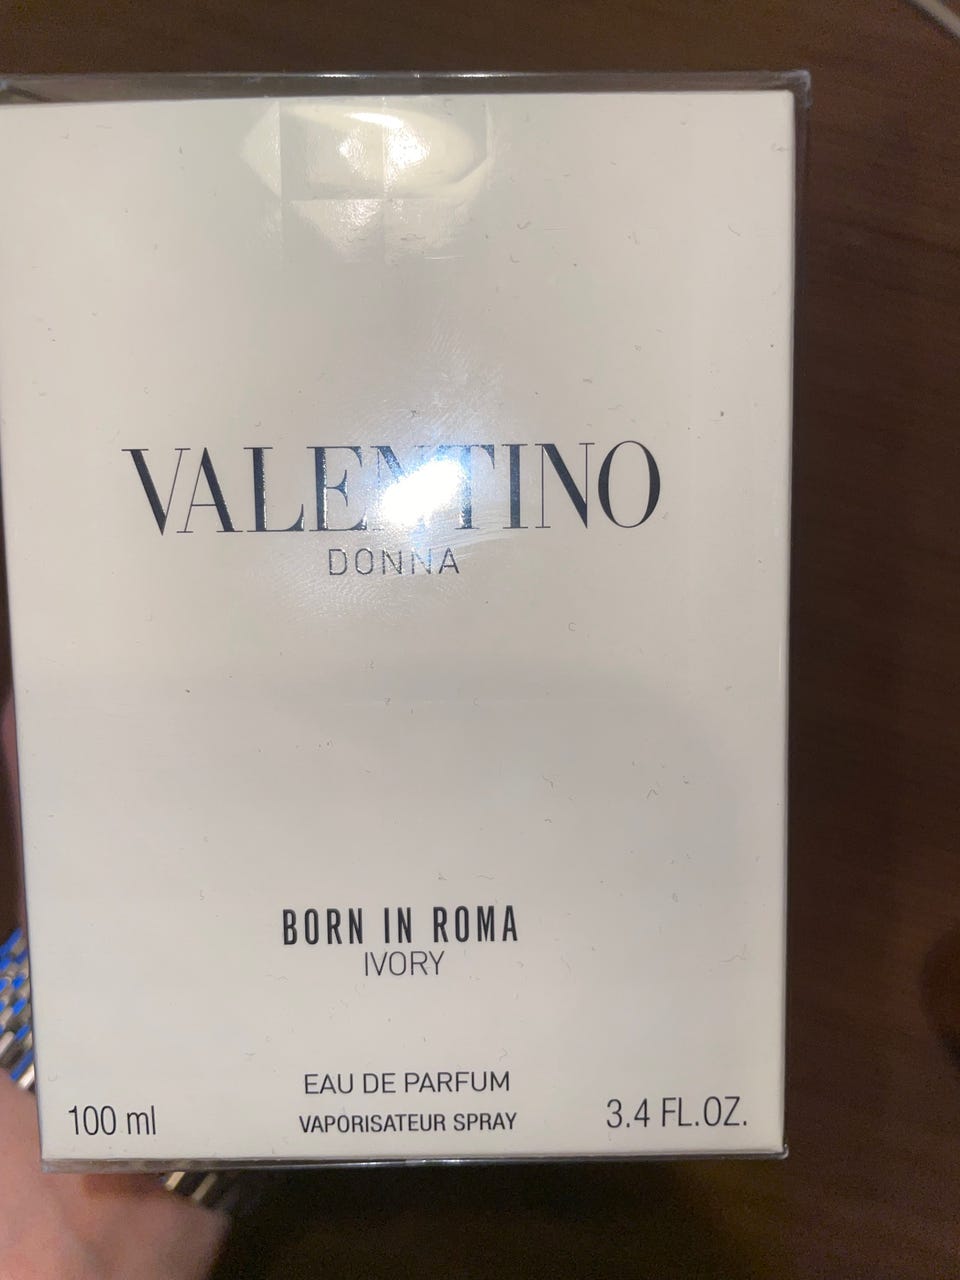 VALENTINO
DONNA
BORN IN ROMA
IVORY
EAU DE PARFUM
100 ml
VAPORISATEUR SPRAY
3.4 FL.OZ.